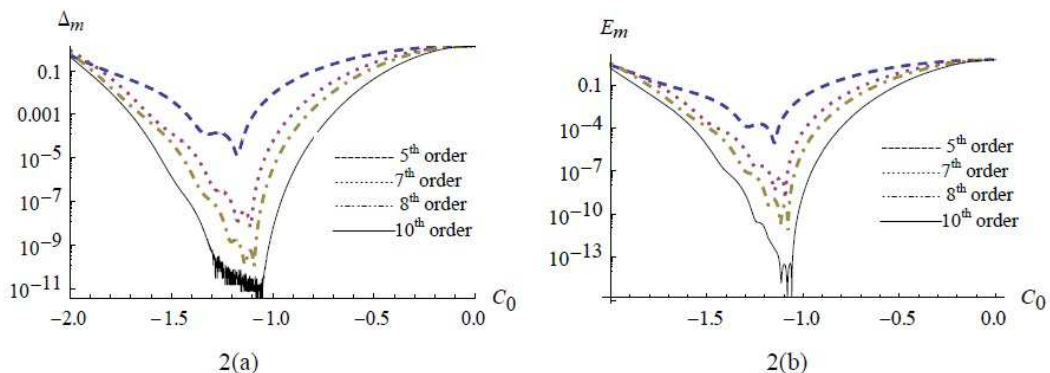 Δm
0.1
0.001
10⁻⁵
10⁻⁷
10⁻⁹
10⁻¹¹
5th order
7th order
8th order
10th order
−2.0 −1.5 −1.0 −0.5 0.0
C0
2(a)
Em
0.1
10⁻⁴
10⁻⁷
10⁻¹⁰
10⁻¹³
5th order
7th order
8th order
10th order
−1.5 −1.0 −0.5 0.0
C0
2(b)